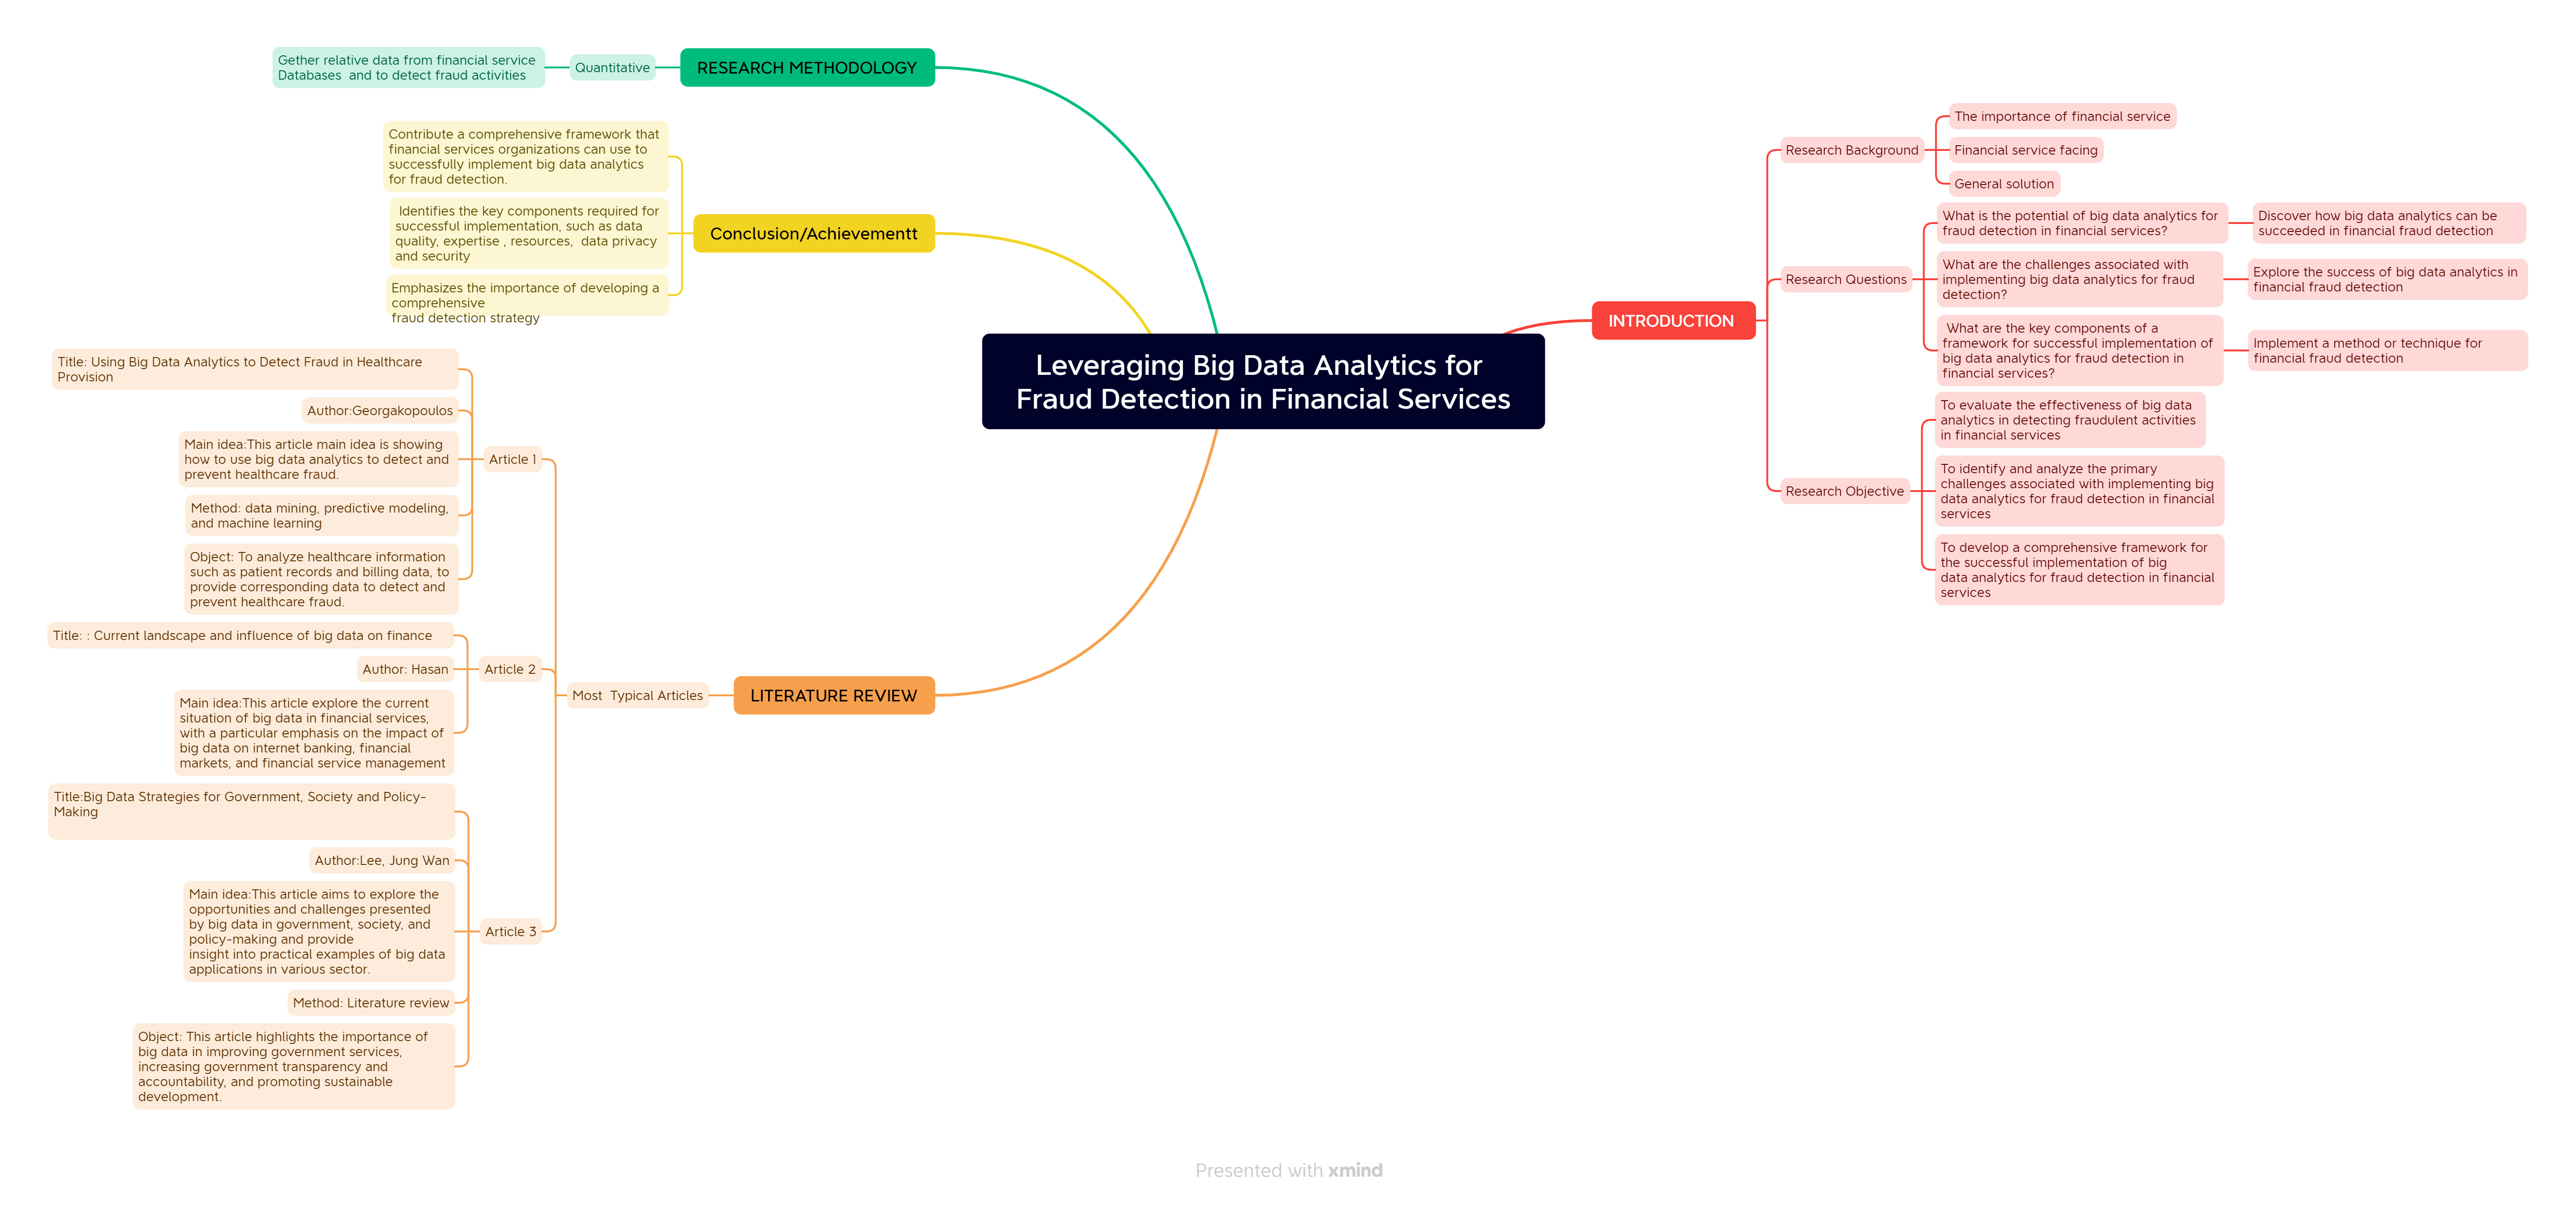 Leveraging Big Data Analytics for
Fraud Detection in Financial Services
INTRODUCTION
Research Background
The importance of financial service
Financial service facing
General solution
Research Questions
What is the potential of big data analytics for
fraud detection in financial services?
Discover how big data analytics can be
succeeded in financial fraud detection
What are the challenges associated with
implementing big data analytics for fraud
detection?
Explore the success of big data analytics in
financial fraud detection
What are the key components of a
framework for successful implementation of
big data analytics for fraud detection in
financial services?
Implement a method or technique for
financial fraud detection
Research Objective
To evaluate the effectiveness of big data
analytics in detecting fraudulent activities
in financial services
To identify and analyze the primary
challenges associated with implementing big
data analytics for fraud detection in financial
services
To develop a comprehensive framework for
the successful implementation of big
data analytics for fraud detection in financial
services
RESEARCH METHODOLOGY
Quantitative
Gether relative data from financial service
Databases  and to detect fraud activities
Conclusion/Achievementt
Contribute a comprehensive framework that
financial services organizations can use to
successfully implement big data analytics
for fraud detection.
Identifies the key components required for
successful implementation, such as data
quality, expertise , resources,  data privacy
and security
Emphasizes the importance of developing a
comprehensive
fraud detection strategy
LITERATURE REVIEW
Most  Typical Articles
Article 1
Title: Using Big Data Analytics to Detect Fraud in Healthcare
Provision
Author:Georgakopoulos
Main idea:This article main idea is showing
how to use big data analytics to detect and
prevent healthcare fraud.
Method: data mining, predictive modeling,
and machine learning
Object: To analyze healthcare information
such as patient records and billing data, to
provide corresponding data to detect and
prevent healthcare fraud.
Article 2
Title: : Current landscape and influence of big data on finance
Author: Hasan
Main idea:This article explore the current
situation of big data in financial services,
with a particular emphasis on the impact of
big data on internet banking, financial
markets, and financial service management
Article 3
Title:Big Data Strategies for Government, Society and Policy-
Making
Author:Lee, Jung Wan
Main idea:This article aims to explore the
opportunities and challenges presented
by big data in government, society, and
policy-making and provide
insight into practical examples of big data
applications in various sector.
Method: Literature review
Object: This article highlights the importance of
big data in improving government services,
increasing government transparency and
accountability, and promoting sustainable
development.
Presented with xmind